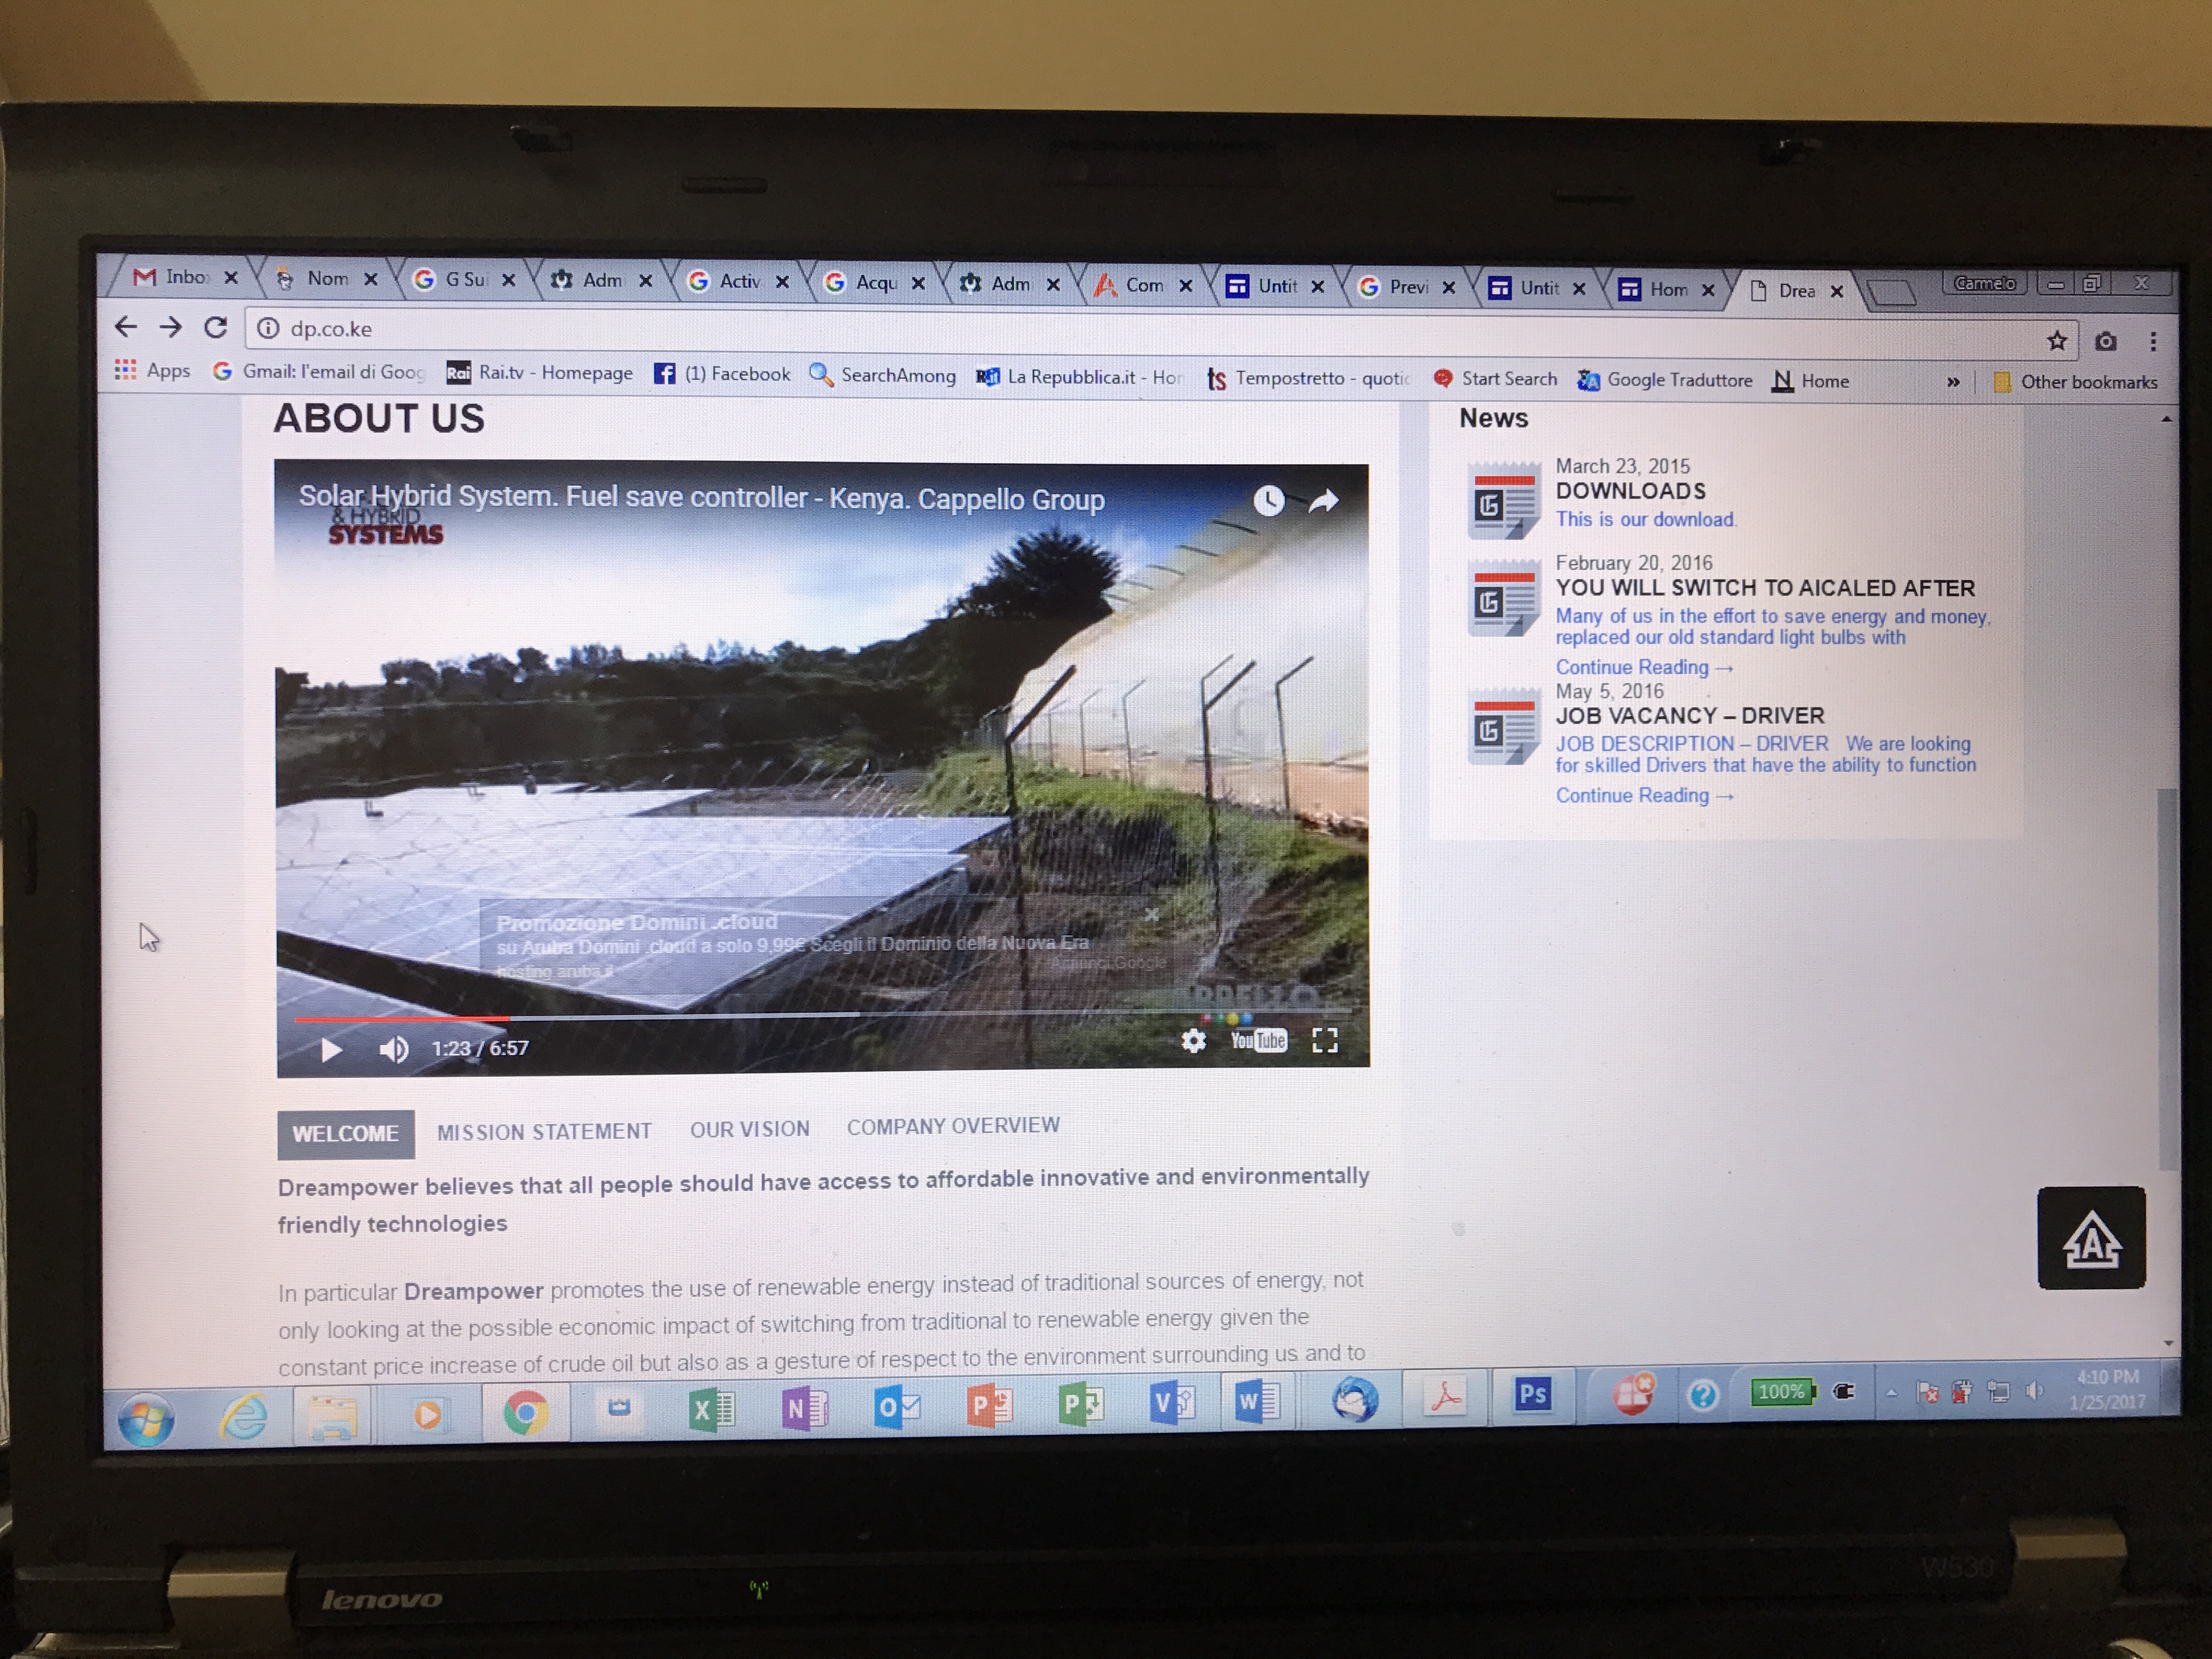 Inbo
Nom
G Su
Adm
Activ
Acqu
Adm
Com
Untit
Previ
Untit
Hom
Drea
Carmelo
dp.co.ke
Apps
Gmail: l'email di Goog
Rai Rai.tv - Homepage
(1) Facebook
SearchAmong
La Repubblica.it - Hor
ts Tempostretto - quotic
Start Search
Google Traduttore
N Home
»
Other bookmarks
ABOUT US
Solar Hybrid System. Fuel save controller - Kenya. Cappello Group
& HYBRID
SYSTEMS
Promozione Domini .cloud
su Aruba Domini .cloud a solo 9,99€ Scegli il Dominio della Nuova Era
hosting.aruba.it
Annunci Google
1:23 / 6:57
YouTube
WELCOME
MISSION STATEMENT
OUR VISION
COMPANY OVERVIEW
Dreampower believes that all people should have access to affordable innovative and environmentally
friendly technologies
In particular Dreampower promotes the use of renewable energy instead of traditional sources of energy, not
only looking at the possible economic impact of switching from traditional to renewable energy given the
constant price increase of crude oil but also as a gesture of respect to the environment surrounding us and to
News
March 23, 2015
DOWNLOADS
This is our download.
February 20, 2016
YOU WILL SWITCH TO AICALED AFTER
Many of us in the effort to save energy and money,
replaced our old standard light bulbs with
Continue Reading →
May 5, 2016
JOB VACANCY – DRIVER
JOB DESCRIPTION – DRIVER We are looking
for skilled Drivers that have the ability to function
Continue Reading →
A
Ps
100%
4:10 PM
1/25/2017
lenovo
W530